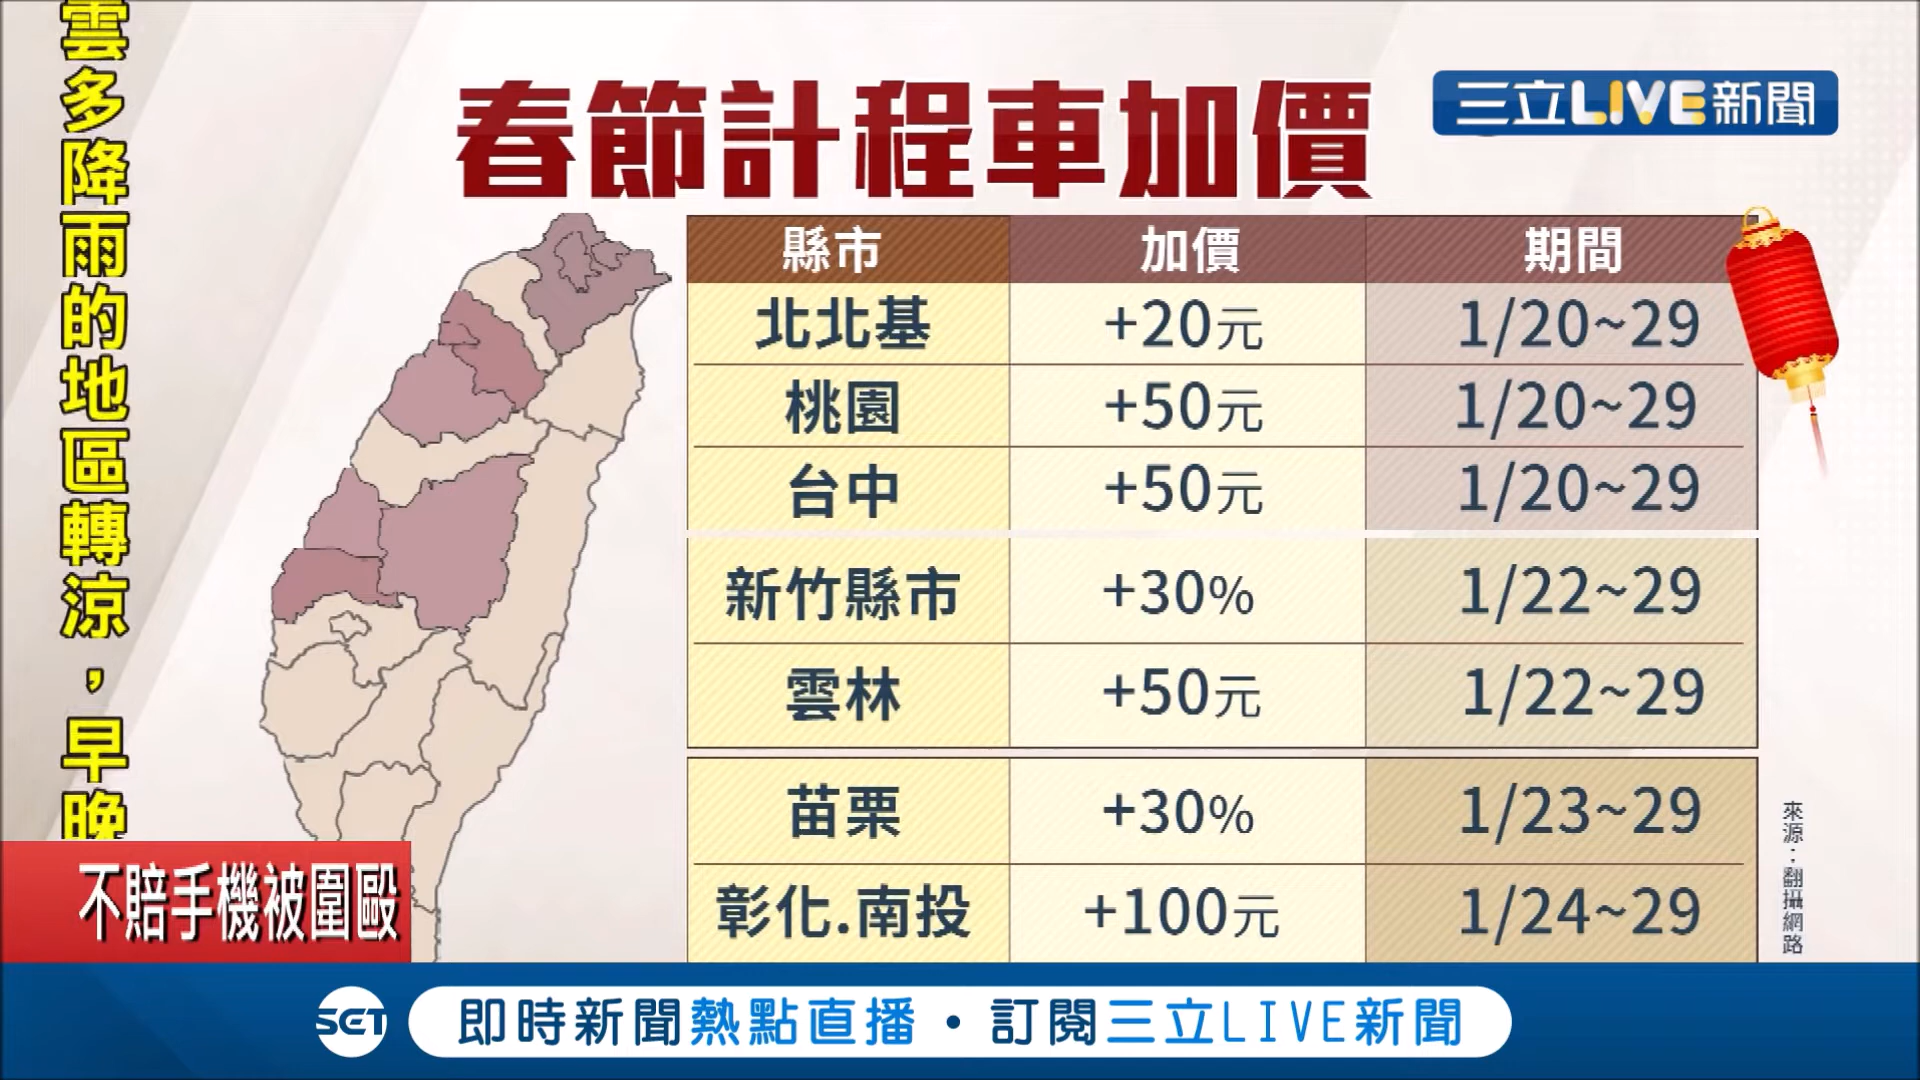 雲多降雨的地區轉涼，早晚
春節計程車加價
三立LIVE新聞
縣市 加價 期間
北北基 +20元 1/20~29
桃園 +50元 1/20~29
台中 +50元 1/20~29
新竹縣市 +30% 1/22~29
雲林 +50元 1/22~29
苗栗 +30% 1/23~29
彰化.南投 +100元 1/24~29
來源：翻攝網路
不賠手機被圍毆
SET 即時新聞熱點直播・訂閱三立LIVE新聞